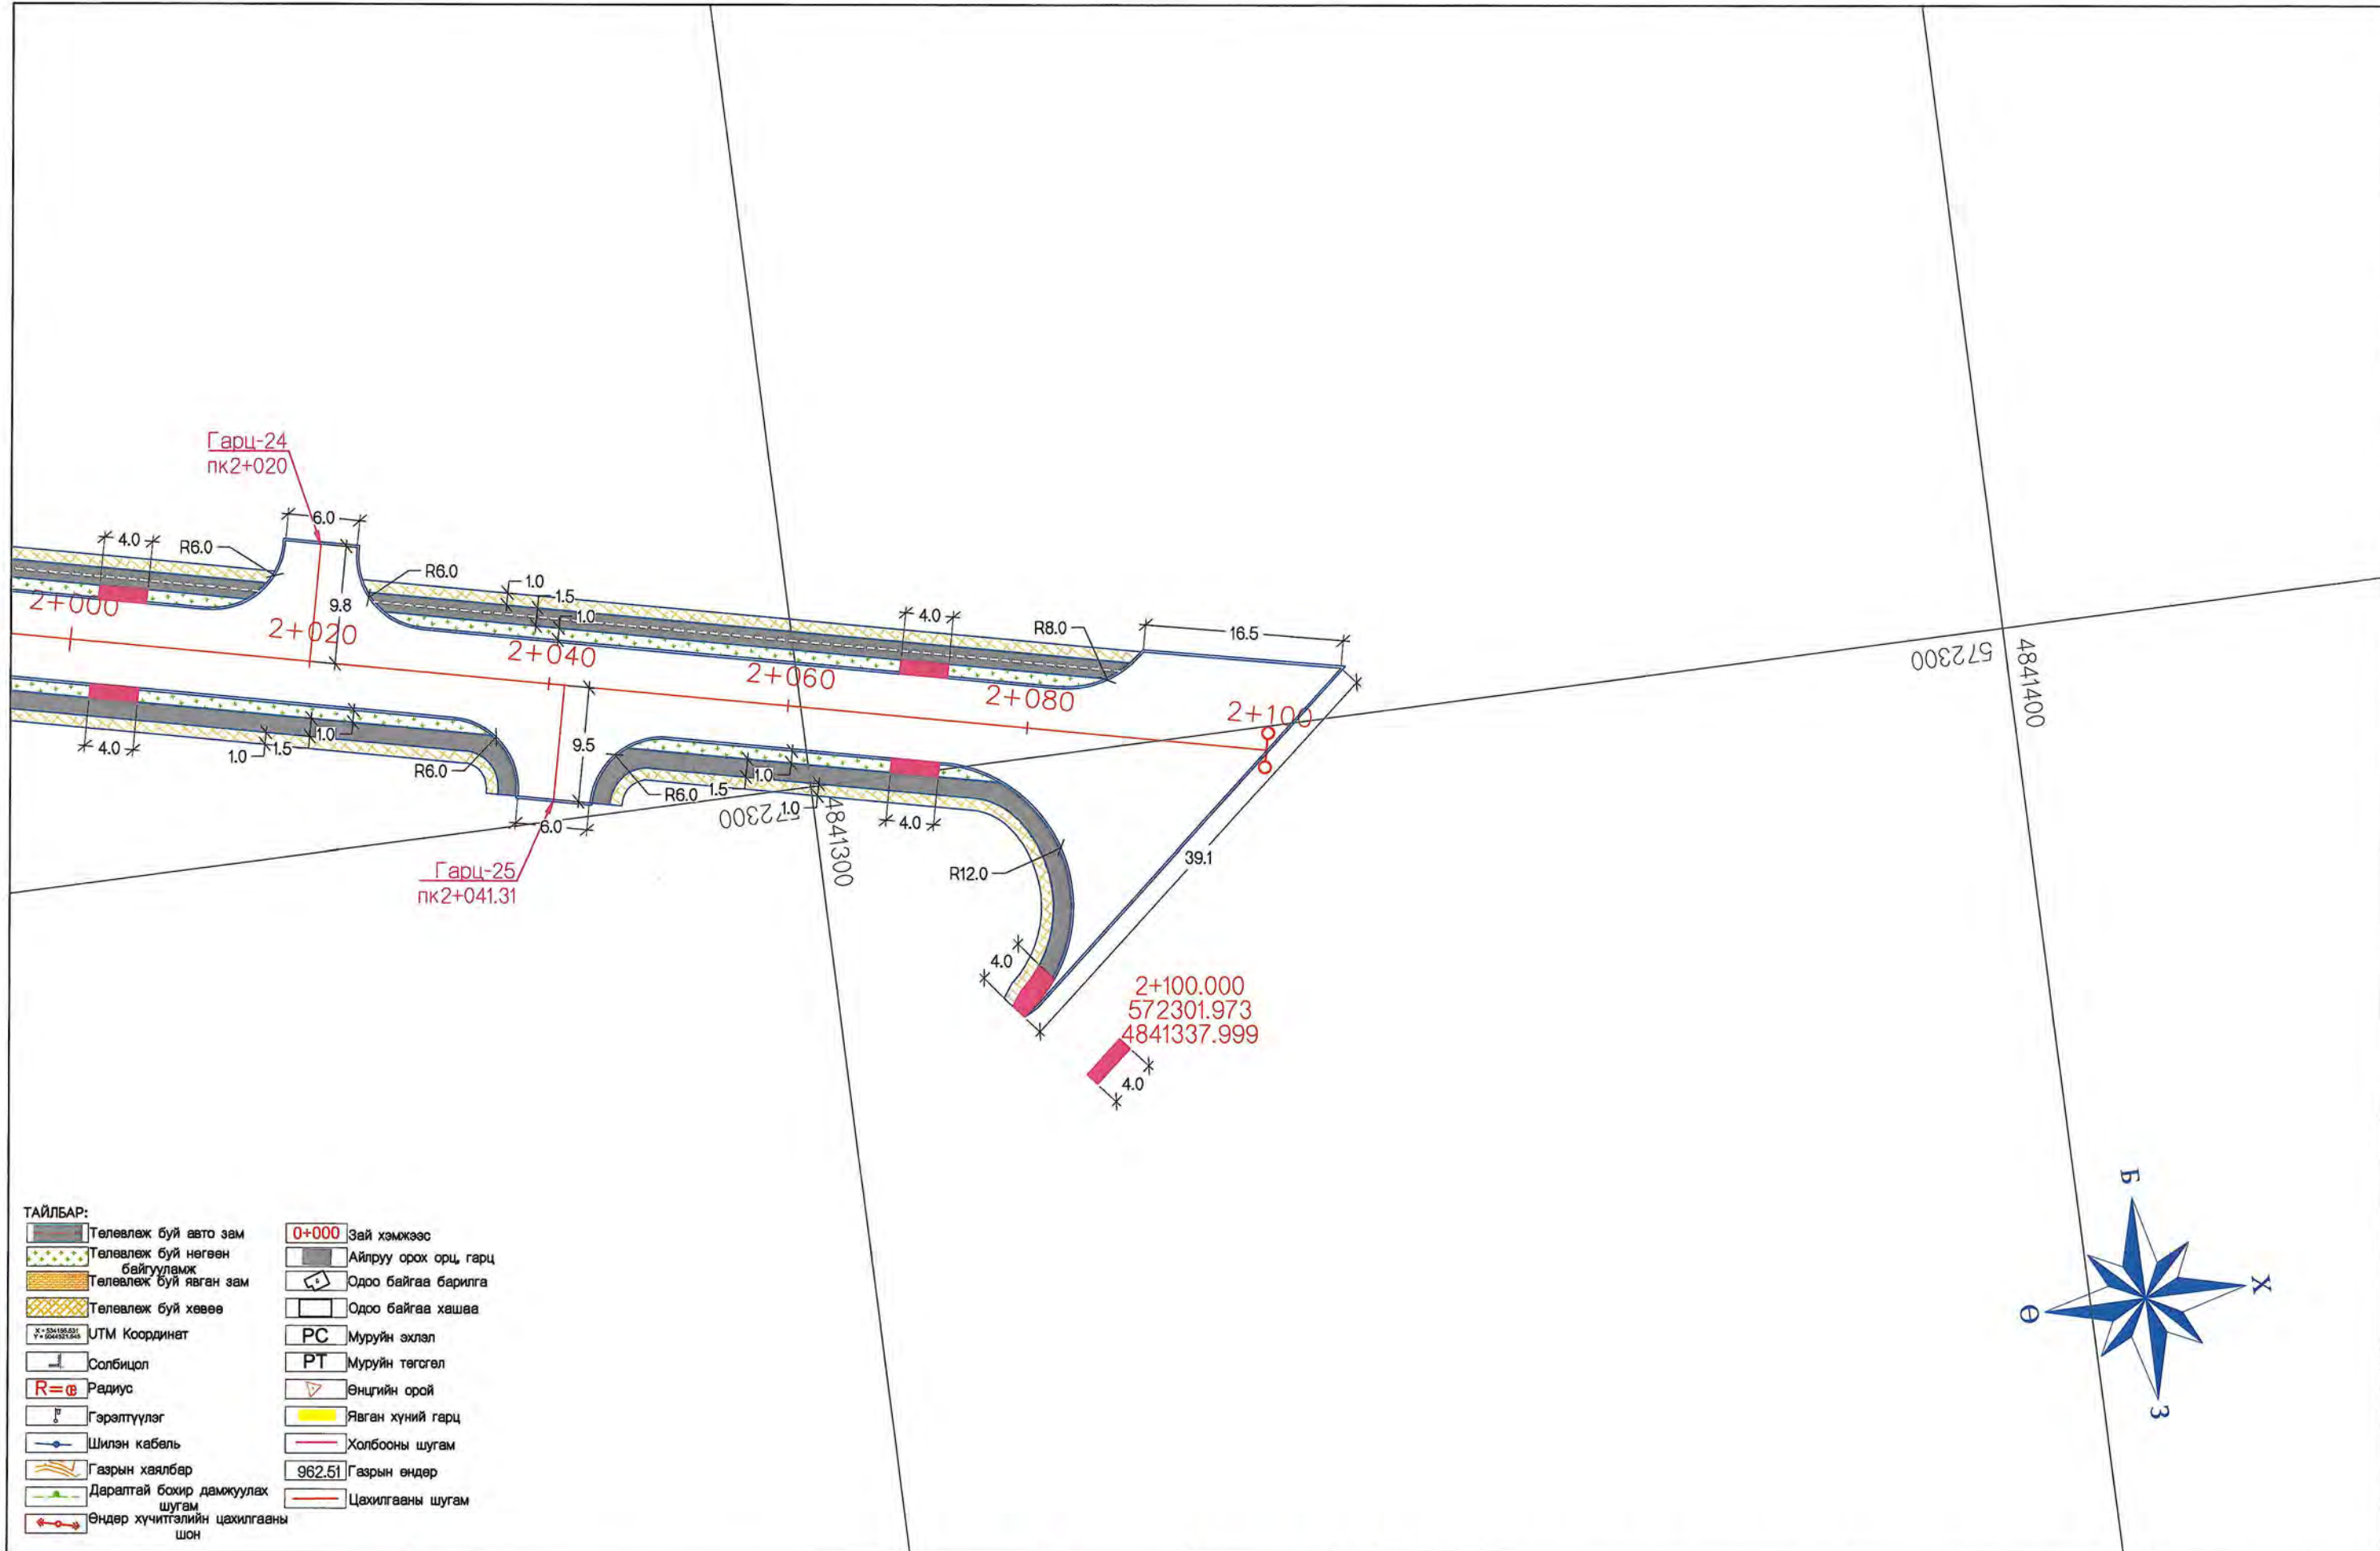 Гарц-24
пк2+020
6.0
4.0
R6.0
R6.0
9.8
1.0
1.5
1.0
4.0
R8.0
16.5
2+000
2+020
2+040
2+060
2+080
2+100
572300
4841400
4.0
1.0
1.5
1.0
R6.0
9.5
6.0
R6.0
1.5
1.0
1.0
572300
4841300
4.0
R12.0
39.1
Гарц-25
пк2+041.31
4.0
2+100.000
572301.973
4841337.999
4.0
Б
Х
Ө
З
ТАЙЛБАР:
Төлөвлөж буй авто зам
Төлөвлөж буй ногоон
байгууламж
Төлөвлөж буй явган зам
Төлөвлөж буй хөвөө
UTM Координат
Солбицол
R=
Радиус
Гэрэлтүүлэг
Шилэн кабель
Газрын хаялбар
Даралтай бохир дамжуулах
шугам
Өндөр хүчитгэлийн цахилгааны
шон
0+000 Зай хэмжээс
Айлруу орох орц, гарц
Одоо байгаа барилга
Одоо байгаа хашаа
PC Муруйн эхлэл
PT Муруйн төгсгөл
Өнцгийн орой
Явган хүний гарц
Холбооны шугам
962.51 Газрын өндөр
Цахилгааны шугам